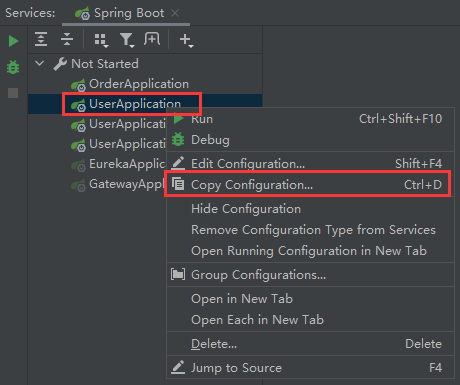 Services:
Spring Boot
Not Started
OrderApplication
UserApplication
UserApplicati
UserApplicati
EurekaApplic
GatewayAppl
Run Ctrl+Shift+F10
Debug
Edit Configuration... Shift+F4
Copy Configuration... Ctrl+D
Hide Configuration
Remove Configuration Type from Services
Open Running Configuration in New Tab
Group Configurations...
Open in New Tab
Open Each in New Tab
Delete... Delete
Jump to Source F4